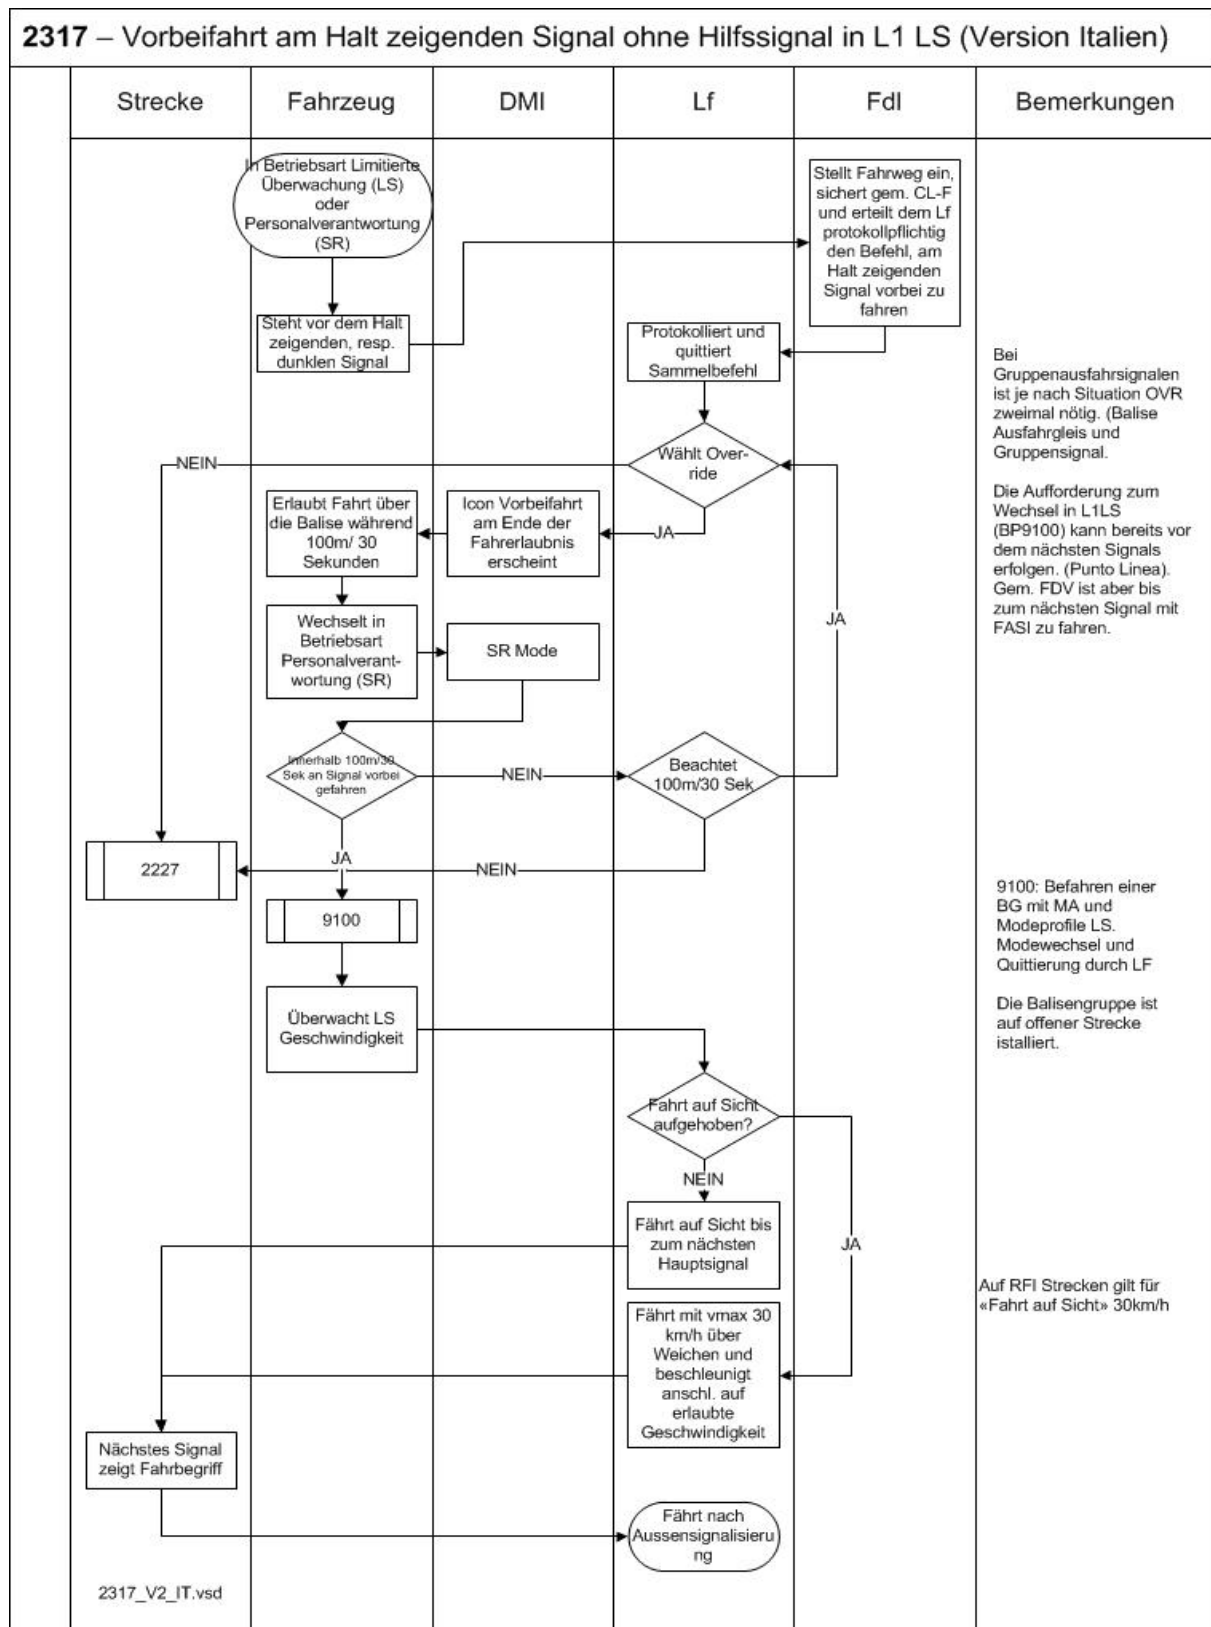 2317 – Vorbeifahrt am Halt zeigenden Signal ohne Hilfssignal in L1 LS (Version Italien)
Strecke
Fahrzeug
DMI
Lf
Fdl
Bemerkungen
In Betriebsart Limitierte
Überwachung (LS)
oder
Personalverantwortung
(SR)
Stellt Fahrweg ein,
sichert gem. CL-F
und erteilt dem Lf
protokollpflichtig
den Befehl, am
Halt zeigenden
Signal vorbei zu
fahren
Steht vor dem Halt
zeigenden, resp.
dunklen Signal
Protokolliert und
quittiert
Sammelbefehl
Bei
Gruppenausfahrsignalen
ist je nach Situation OVR
zweimal nötig. (Balise
Ausfahrgleis und
Gruppensignal.
Wählt Over-
ride
NEIN
JA
Icon Vorbeifahrt
am Ende der
Fahrerlaubnis
erscheint
Erlaubt Fahrt über
die Balise während
100m/ 30
Sekunden
Die Aufforderung zum
Wechsel in L1LS
(BP9100) kann bereits vor
dem nächsten Signals
erfolgen. (Punto Linea).
Gem. FDV ist aber bis
zum nächsten Signal mit
FASI zu fahren.
Wechselt in
Betriebsart
Personalverant-
wortung (SR)
SR Mode
JA
Innerhalb 100m/30
Sek an Signal vorbei
gefahren
NEIN
Beachtet
100m/30 Sek
JA
NEIN
2227
9100
9100: Befahren einer
BG mit MA und
Modeprofile LS.
Modewechsel und
Quittierung durch LF
Überwacht LS
Geschwindigkeit
Die Balisengruppe ist
auf offener Strecke
istalliert.
Fahrt auf Sicht
aufgehoben?
NEIN
JA
Fährt auf Sicht bis
zum nächsten
Hauptsignal
Auf RFI Strecken gilt für
«Fahrt auf Sicht» 30km/h
Fährt mit vmax 30
km/h über
Weichen und
beschleunigt
anschl. auf
erlaubte
Geschwindigkeit
Nächstes Signal
zeigt Fahrbegriff
Fährt nach
Aussensignalisieru
ng
2317_V2_IT.vsd